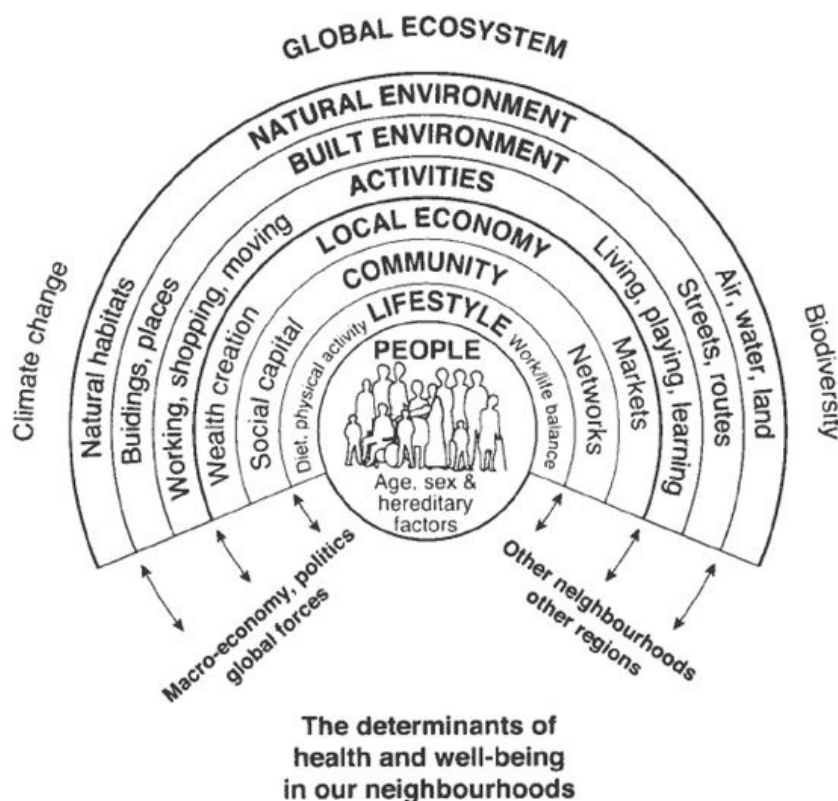 GLOBAL ECOSYSTEM
NATURAL ENVIRONMENT
BUILT ENVIRONMENT
ACTIVITIES
LOCAL ECONOMY
COMMUNITY
LIFESTYLE
PEOPLE
Age, sex &
hereditary
factors
Climate change
Natural habitats
Buidings, places
Working, shopping, moving
Wealth creation
Social capital
Diet, physical activity
Work/life balance
Networks
Markets
Living, playing, learning
Streets, routes
Air, water, land
Biodiversity
Macro-economy, politics
global forces
Other neighbourhoods
other regions
The determinants of
health and well-being
in our neighbourhoods